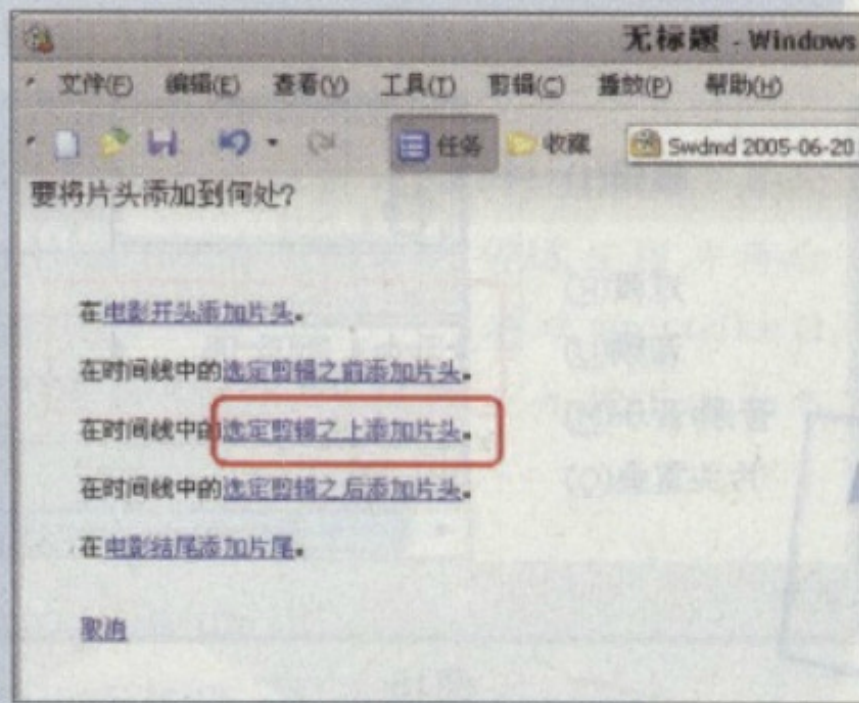 无标题 - Windows
文件(F) 编辑(E) 查看(V) 工具(T) 剪辑(C) 播放(P) 帮助(H)
任务 收藏 Swdmd 2005-06-20
要将片头添加到何处?
在电影开头添加片头。
在时间线中的选定剪辑之前添加片头。
在时间线中的选定剪辑之上添加片头。
在时间线中的选定剪辑之后添加片头。
在电影结尾添加片尾。
取消